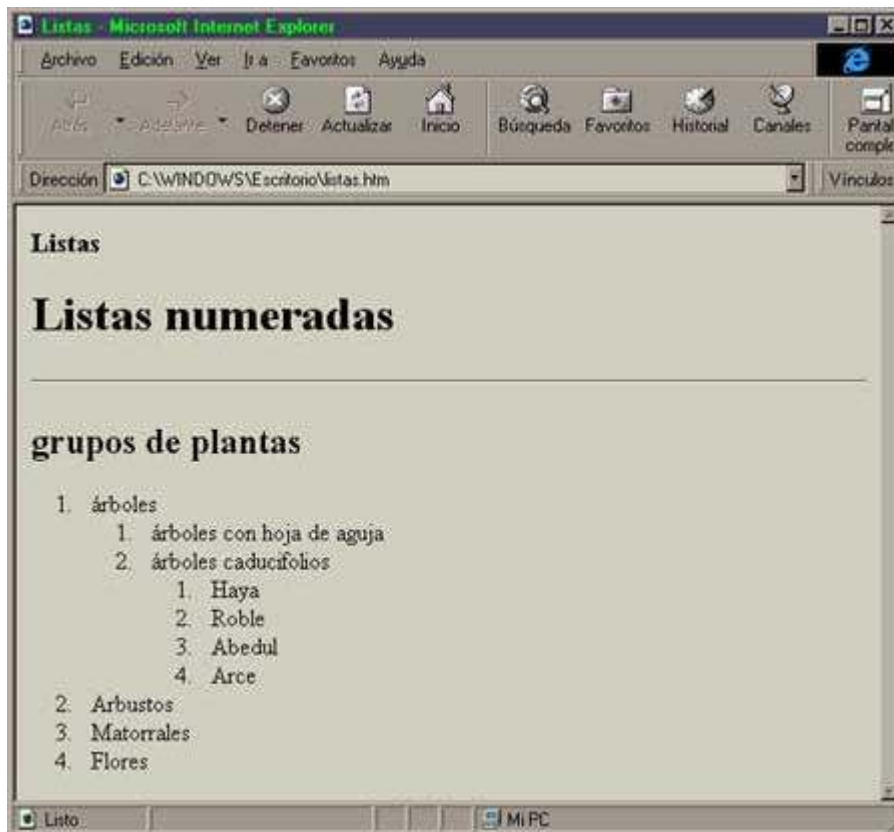 Listas - Microsoft Internet Explorer
Archivo Edición Ver Ir a Favoritos Ayuda
Atrás Adelante Detener Actualizar Inicio Búsqueda Favoritos Historial Canales Pantal
comple
Dirección C:\WINDOWS\Escritorio\listas.htm Vínculos
Listas
Listas numeradas
grupos de plantas
1. árboles
1. árboles con hoja de aguja
2. árboles caducifolios
1. Haya
2. Roble
3. Abedul
4. Arce
2. Arbustos
3. Matorrales
4. Flores
Listo Mi PC